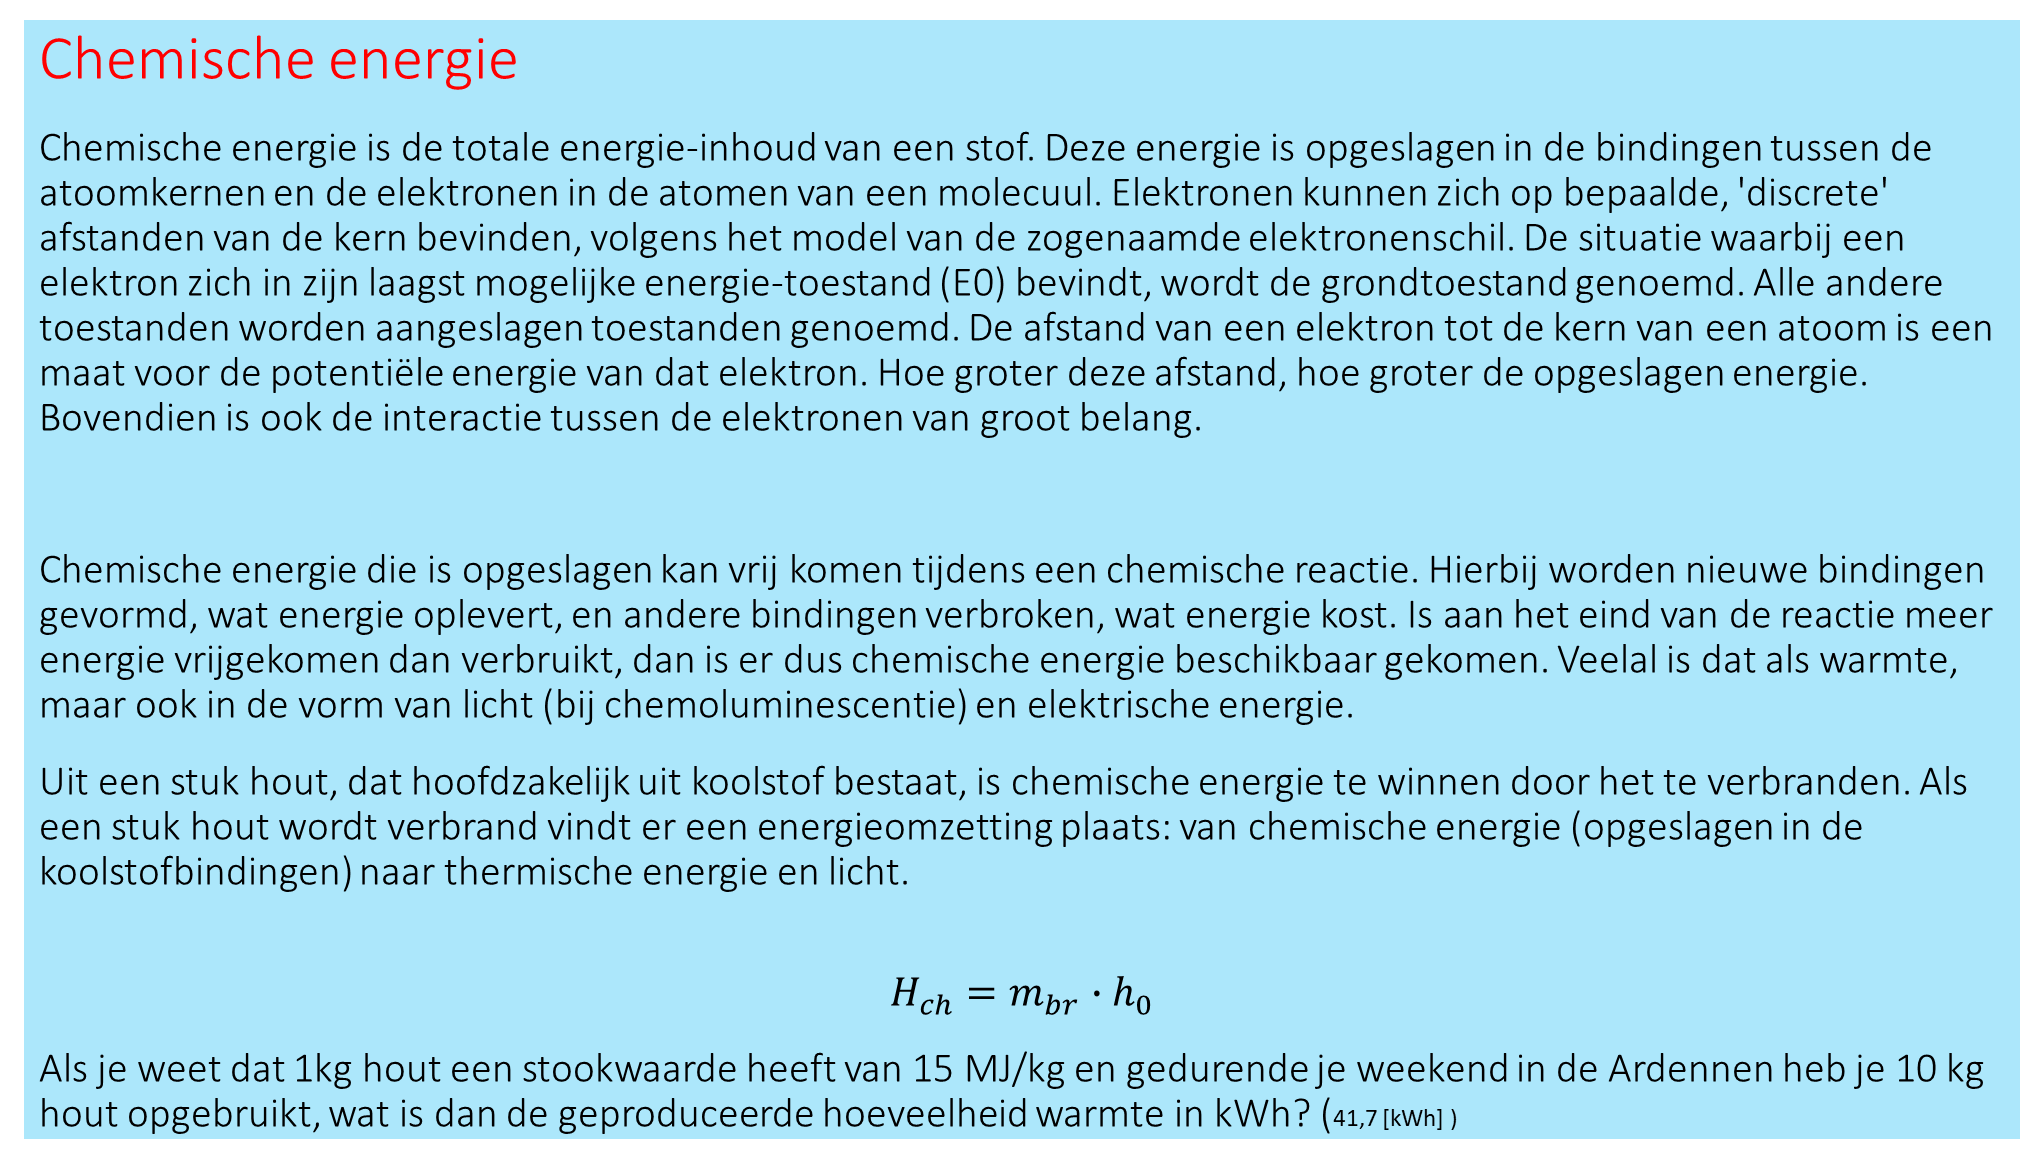 Chemische energie
Chemische energie is de totale energie-inhoud van een stof. Deze energie is opgeslagen in de bindingen tussen de
atoomkernen en de elektronen in de atomen van een molecuul. Elektronen kunnen zich op bepaalde, 'discrete'
afstanden van de kern bevinden, volgens het model van de zogenaamde elektronenschil. De situatie waarbij een
elektron zich in zijn laagst mogelijke energie-toestand (E0) bevindt, wordt de grondtoestand genoemd. Alle andere
toestanden worden aangeslagen toestanden genoemd. De afstand van een elektron tot de kern van een atoom is een
maat voor de potentiële energie van dat elektron. Hoe groter deze afstand, hoe groter de opgeslagen energie.
Bovendien is ook de interactie tussen de elektronen van groot belang.
Chemische energie die is opgeslagen kan vrij komen tijdens een chemische reactie. Hierbij worden nieuwe bindingen
gevormd, wat energie oplevert, en andere bindingen verbroken, wat energie kost. Is aan het eind van de reactie meer
energie vrijgekomen dan verbruikt, dan is er dus chemische energie beschikbaar gekomen. Veelal is dat als warmte,
maar ook in de vorm van licht (bij chemoluminescentie) en elektrische energie.
Uit een stuk hout, dat hoofdzakelijk uit koolstof bestaat, is chemische energie te winnen door het te verbranden. Als
een stuk hout wordt verbrand vindt er een energieomzetting plaats: van chemische energie (opgeslagen in de
koolstofbindingen) naar thermische energie en licht.
$H_{ch} = m_{br} \cdot h_0$
Als je weet dat 1kg hout een stookwaarde heeft van 15 MJ/kg en gedurende je weekend in de Ardennen heb je 10 kg
hout opgebruikt, wat is dan de geproduceerde hoeveelheid warmte in kWh? (41,7 [kWh] )